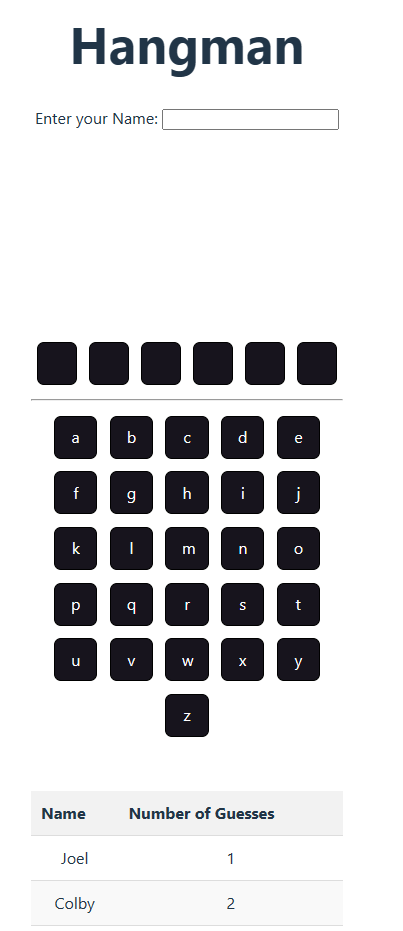 Hangman
Enter your Name:
a b c d e
f g h i j
k l m n o
p q r s t
u v w x y
z
Name Number of Guesses
Joel 1
Colby 2